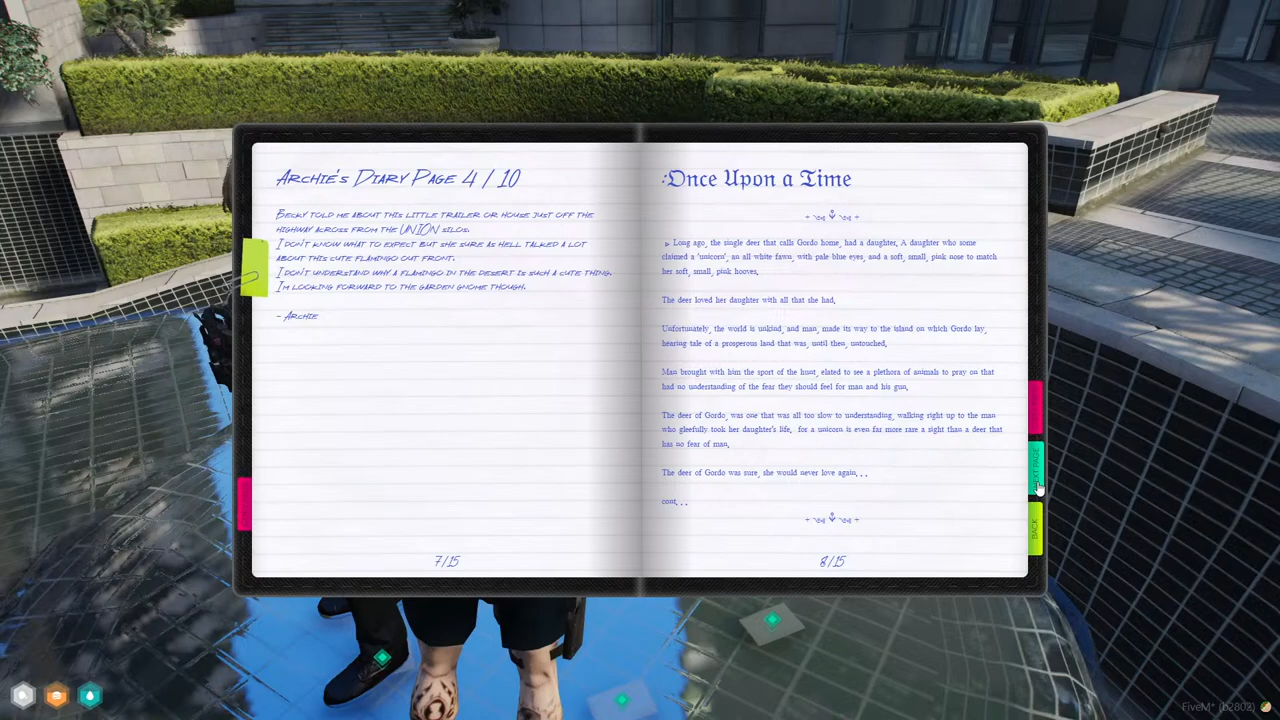 Archie's Diary Page 4 / 10
Becky told me about this little trailer or house just off the
highway across from the UNION silos.
I don't know what to expect but she sure as hell talked a lot
about this cute flamingo out front.
I don't understand why a flamingo in the desert is such a cute thing.
I'm looking forward to the garden gnome though.
- Archie
7/15
:Once Upon a Time
Long ago, the single deer that calls Gordo home, had a daughter. A daughter who some
claimed a 'unicorn', an all white fawn, with pale blue eyes, and a soft, small, pink nose to match
her soft, small, pink hooves.
The deer loved her daughter with all that she had.
Unfortunately, the world is unkind, and man, made its way to the island on which Gordo lay,
hearing tale of a prosperous land that was, until then, untouched.
Man brought with him the sport of the hunt, elated to see a plethora of animals to pray on that
had no understanding of the fear they should feel for man and his gun.
The deer of Gordo, was one that was all too slow to understanding, walking right up to the man
who gleefully took her daughter's life, for a unicorn is even far more rare a sight than a deer that
has no fear of man.
The deer of Gordo was sure, she would never love again. . .
cont. . .
8/15
NEXT PAGE
BACK
FiveM* (b2802)